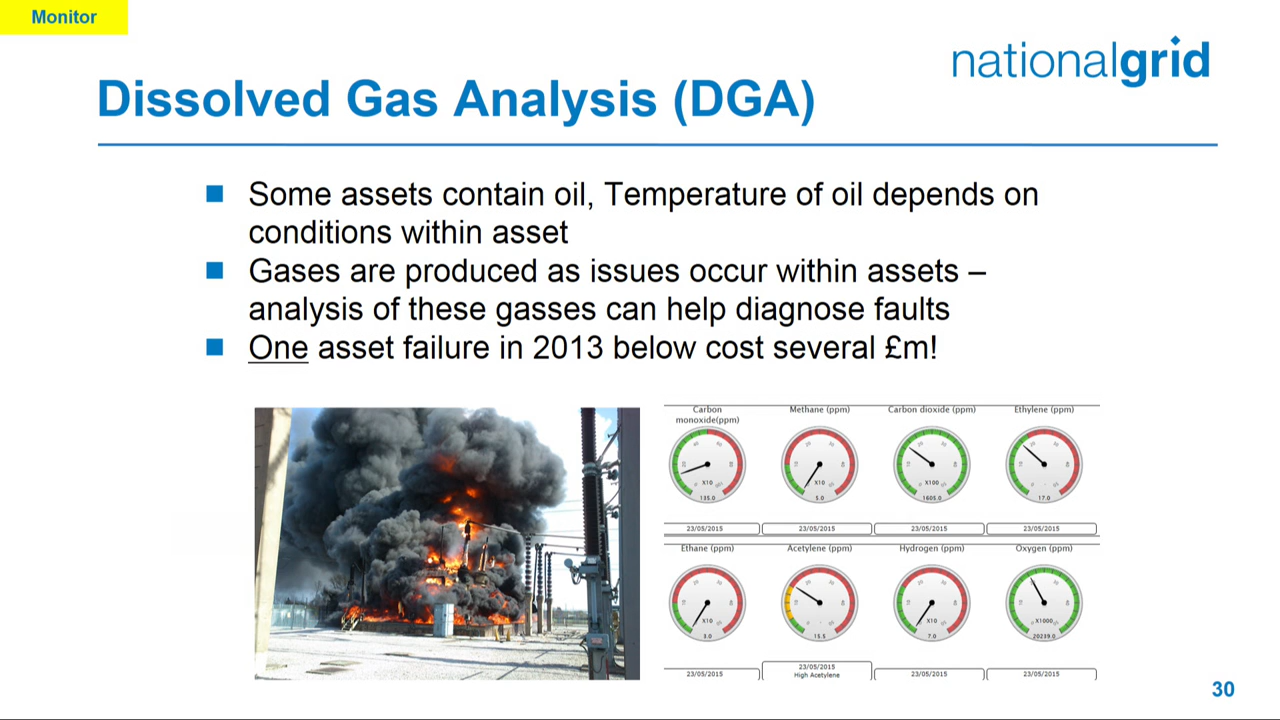 Monitor
nationalgrid
Dissolved Gas Analysis (DGA)
Some assets contain oil, Temperature of oil depends on
conditions within asset
Gases are produced as issues occur within assets –
analysis of these gasses can help diagnose faults
One asset failure in 2013 below cost several £m!
Carbon
monoxide(ppm)
Methane (ppm)
Carbon dioxide (ppm)
Ethylene (ppm)
X10
X10
X100
135.0
5.0
1605.0
17.0
23/05/2015
23/05/2015
23/05/2015
23/05/2015
Ethane (ppm)
Acetylene (ppm)
Hydrogen (ppm)
Oxygen (ppm)
X10
X10
X1000
3.0
15.5
7.0
20239.0
23/05/2015
23/05/2015
High Acetylene
23/05/2015
23/05/2015
30